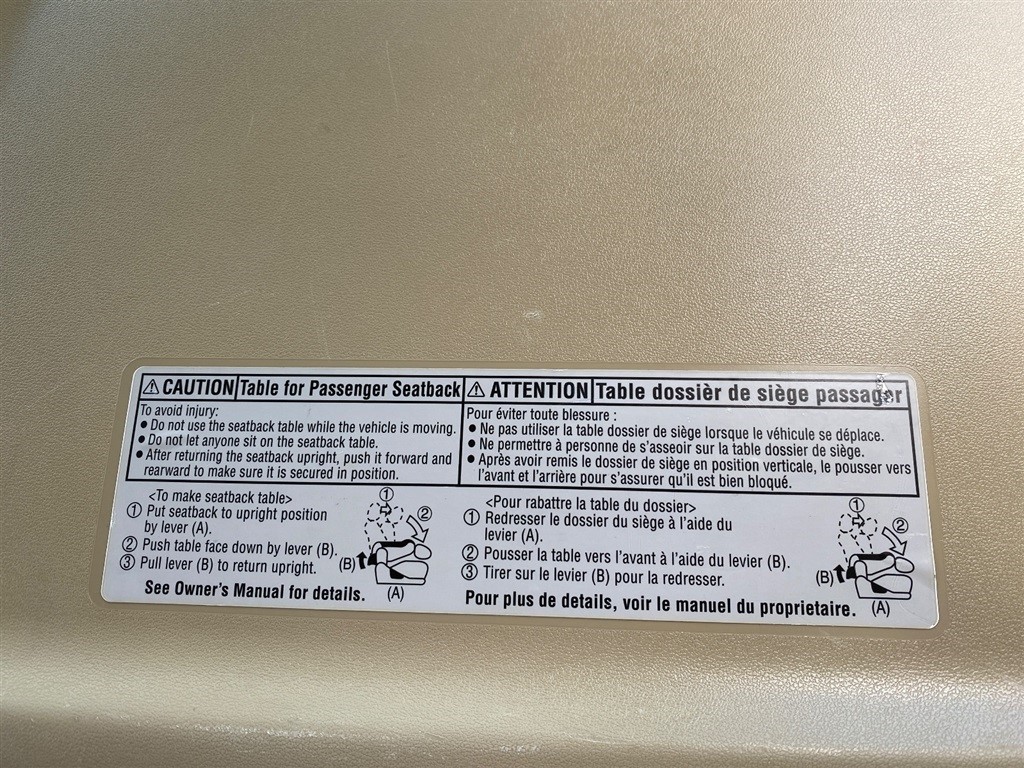 ⚠ CAUTION Table for Passenger Seatback
To avoid injury:
● Do not use the seatback table while the vehicle is moving.
● Do not let anyone sit on the seatback table.
● After returning the seatback upright, push it forward and
rearward to make sure it is secured in position.
<To make seatback table>
① Put seatback to upright position
by lever (A).
② Push table face down by lever (B).
③ Pull lever (B) to return upright.
See Owner's Manual for details.
①
②
(B)
(A)
⚠ ATTENTION Table dossièr de siège passager
Pour éviter toute blessure :
● Ne pas utiliser la table dossier de siège lorsque le véhicule se déplace.
● Ne permettre à personne de s'asseoir sur la table dossier de siège.
● Après avoir remis le dossier de siège en position verticale, le pousser vers
l'avant et l'arrière pour s'assurer qu'il est bien bloqué.
<Pour rabattre la table du dossier>
① Redresser le dossier du siège à l'aide du
levier (A).
② Pousser la table vers l'avant à l'aide du levier (B).
③ Tirer sur le levier (B) pour la redresser.
Pour plus de details, voir le manuel du proprietaire.
①
②
(B)
(A)